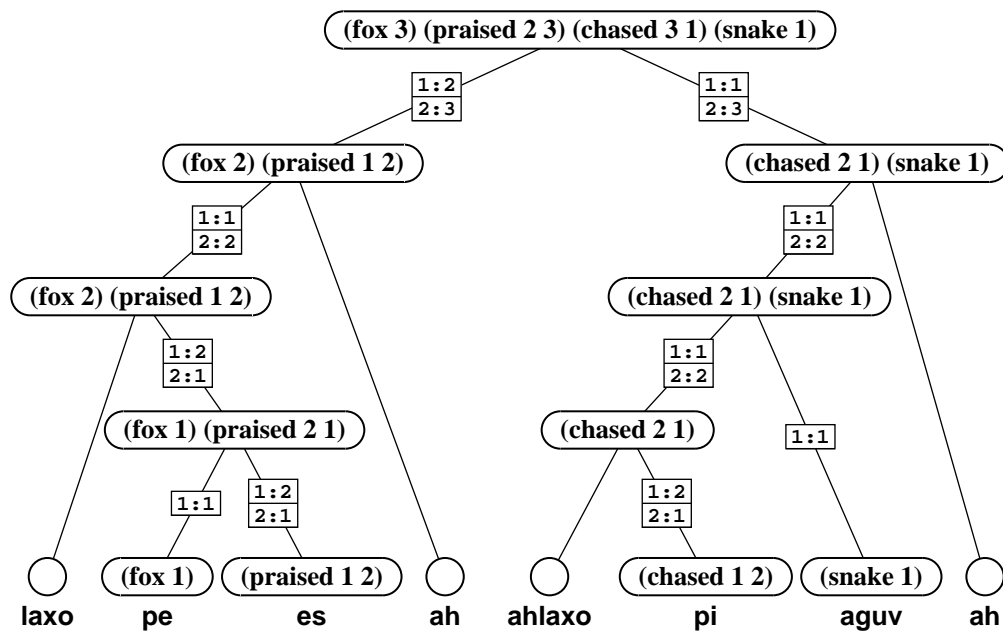 (fox 3) (praised 2 3) (chased 3 1) (snake 1)
1:2
2:3
1:1
2:3
(fox 2) (praised 1 2)
(chased 2 1) (snake 1)
1:1
2:2
1:1
2:2
(fox 2) (praised 1 2)
(chased 2 1) (snake 1)
1:2
2:1
1:1
2:2
(fox 1) (praised 2 1)
(chased 2 1)
1:1
1:1
1:2
2:1
1:2
2:1
(fox 1)
(praised 1 2)
(chased 1 2)
(snake 1)
laxo pe es ah ahlaxo pi aguv ah